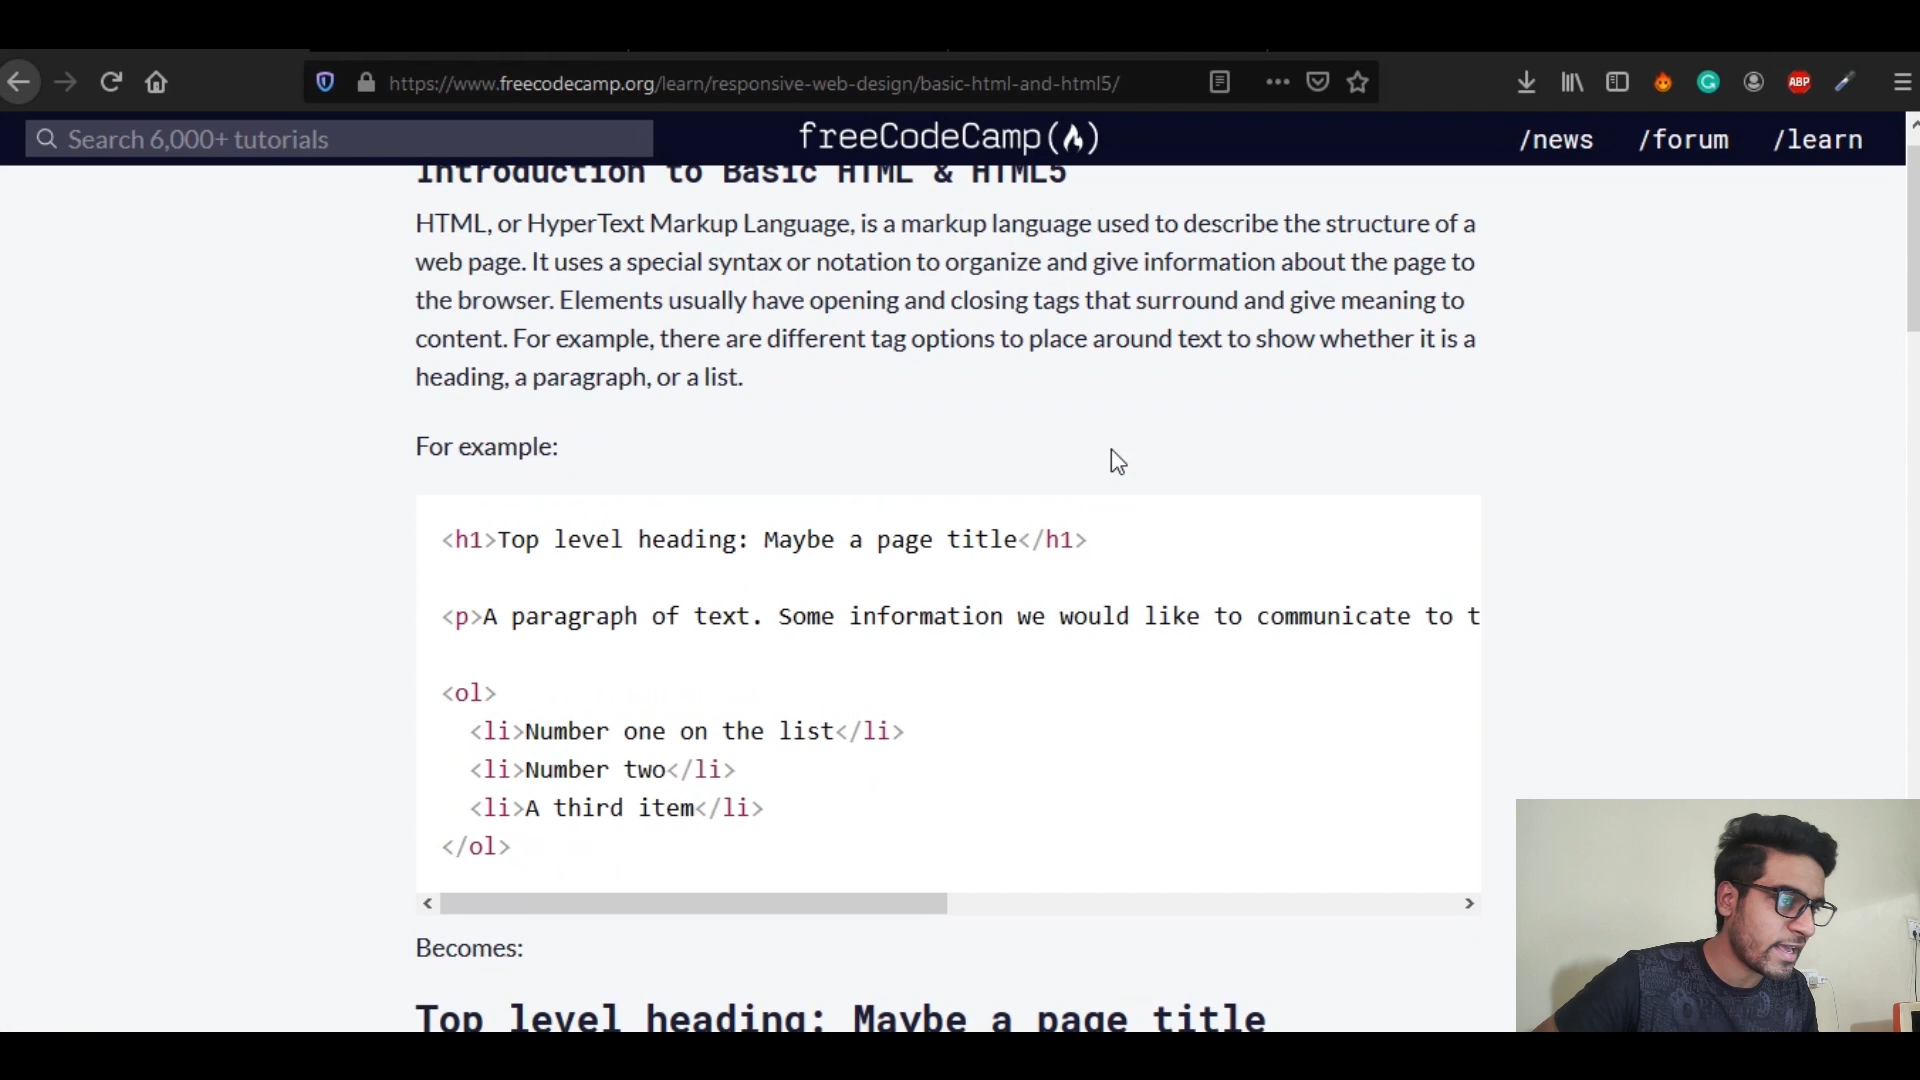 https://www.freecodecamp.org/learn/responsive-web-design/basic-html-and-html5/
ABP
Search 6,000+ tutorials
freeCodeCamp(🔥)
/news
/forum
/learn
Introduction to Basic HTML & HTML5
HTML, or HyperText Markup Language, is a markup language used to describe the structure of a
web page. It uses a special syntax or notation to organize and give information about the page to
the browser. Elements usually have opening and closing tags that surround and give meaning to
content. For example, there are different tag options to place around text to show whether it is a
heading, a paragraph, or a list.
For example:
<h1>Top level heading: Maybe a page title</h1>
<p>A paragraph of text. Some information we would like to communicate to t
<ol>
<li>Number one on the list</li>
<li>Number two</li>
<li>A third item</li>
</ol>
Becomes:
Top level heading: Maybe a page title